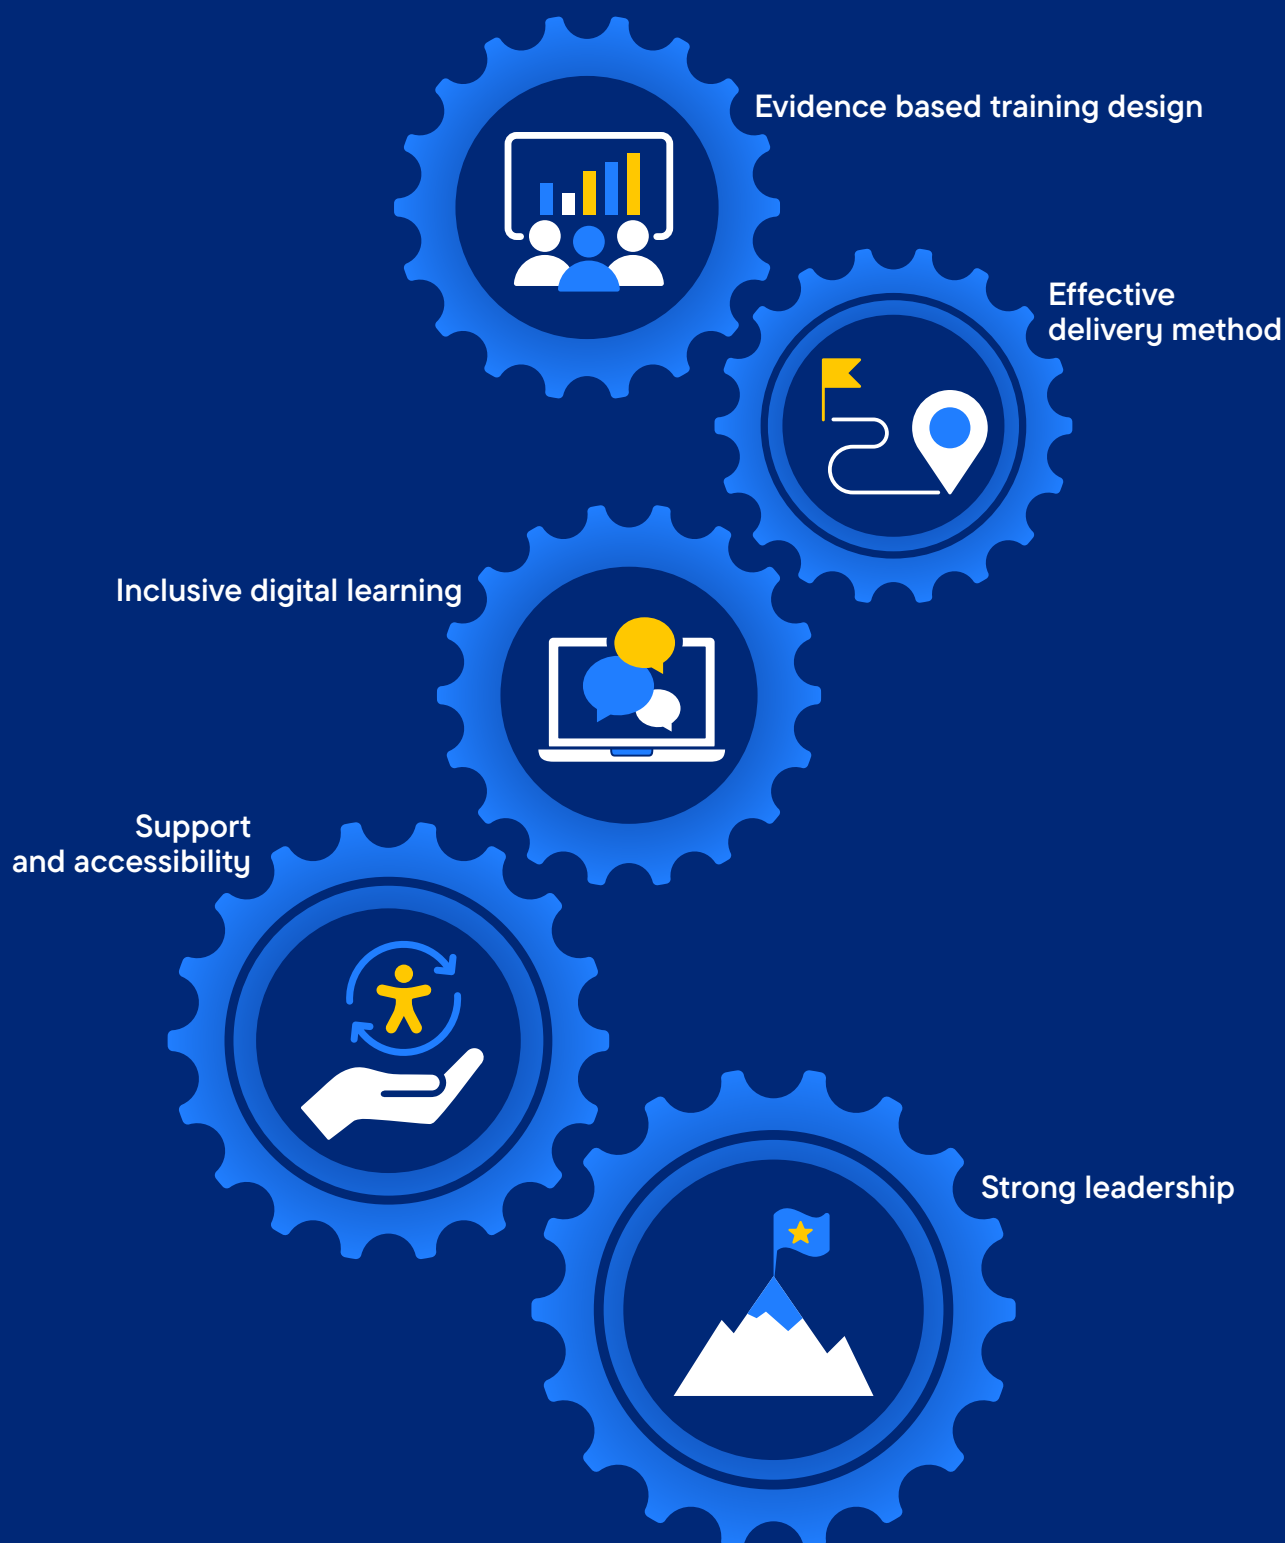 Evidence based training design
Effective
delivery method
Inclusive digital learning
Support
and accessibility
Strong leadership